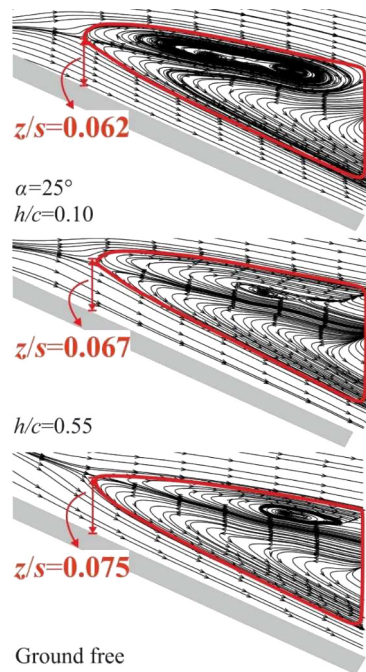 z/s=0.062
α=25°
h/c=0.10
z/s=0.067
h/c=0.55
z/s=0.075
Ground free